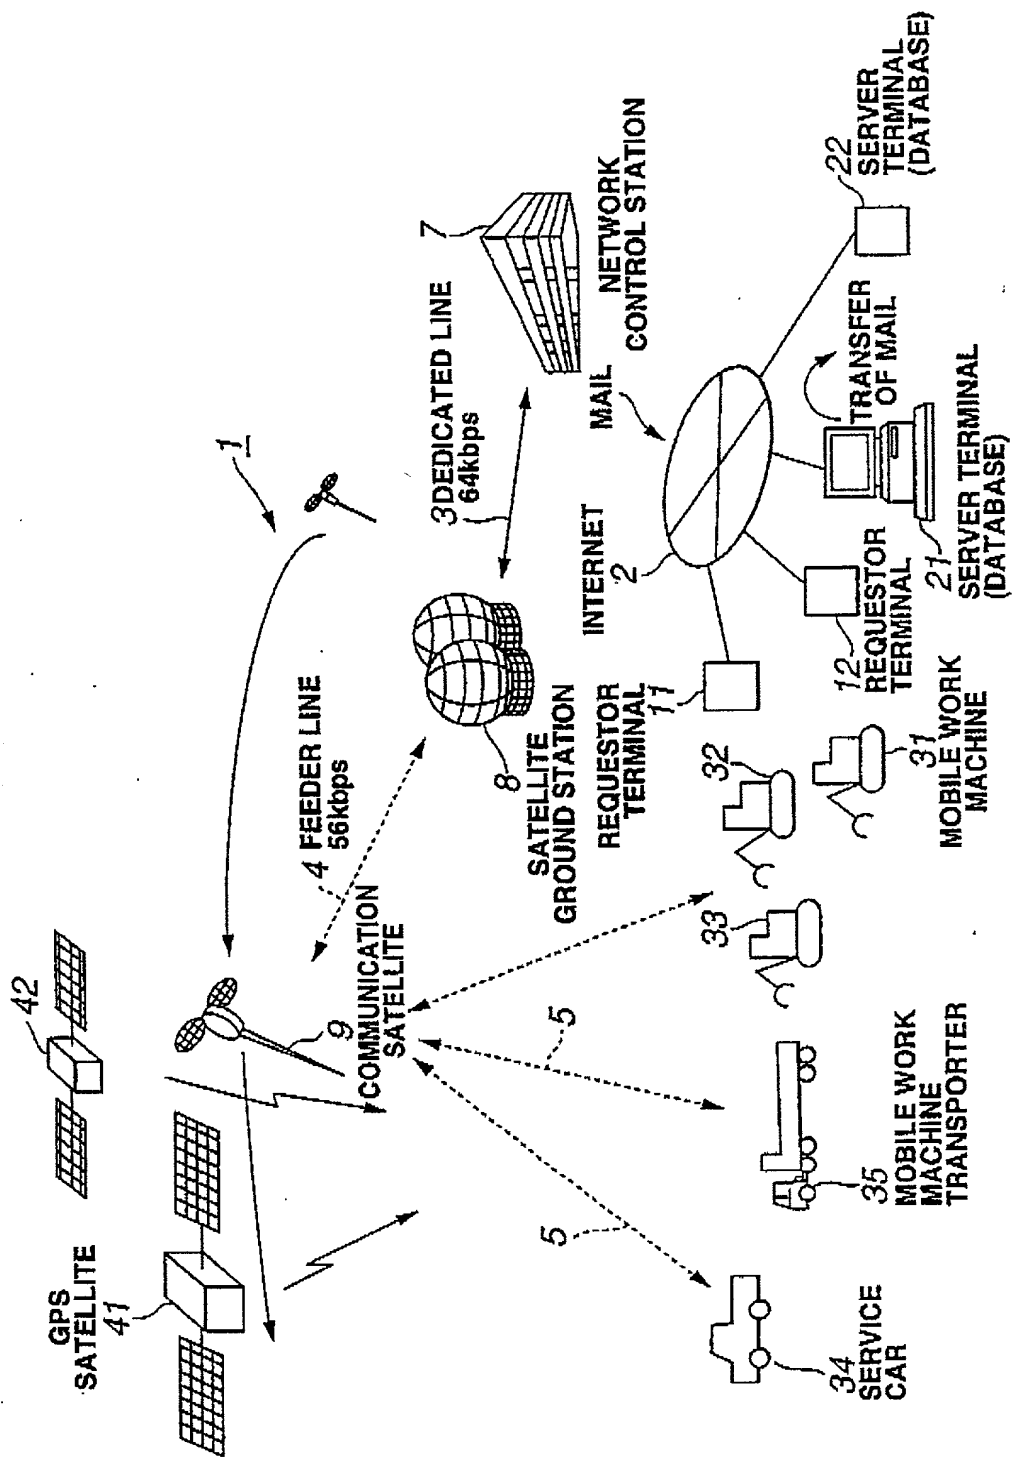 GPS
SATELLITE
41
42
1
9
COMMUNICATION
SATELLITE
4 FEEDER LINE
56kbps
3 DEDICATED LINE
64kbps
7
NETWORK
CONTROL STATION
8
SATELLITE
GROUND STATION
5
5
INTERNET
2
MAIL
REQUESTOR
TERMINAL
11
12
REQUESTOR
TERMINAL
TRANSFER
OF MAIL
21
SERVER TERMINAL
(DATABASE)
22
SERVER
TERMINAL
(DATABASE)
34
SERVICE
CAR
35
MOBILE WORK
MACHINE
TRANSPORTER
33
32
31
MOBILE WORK
MACHINE